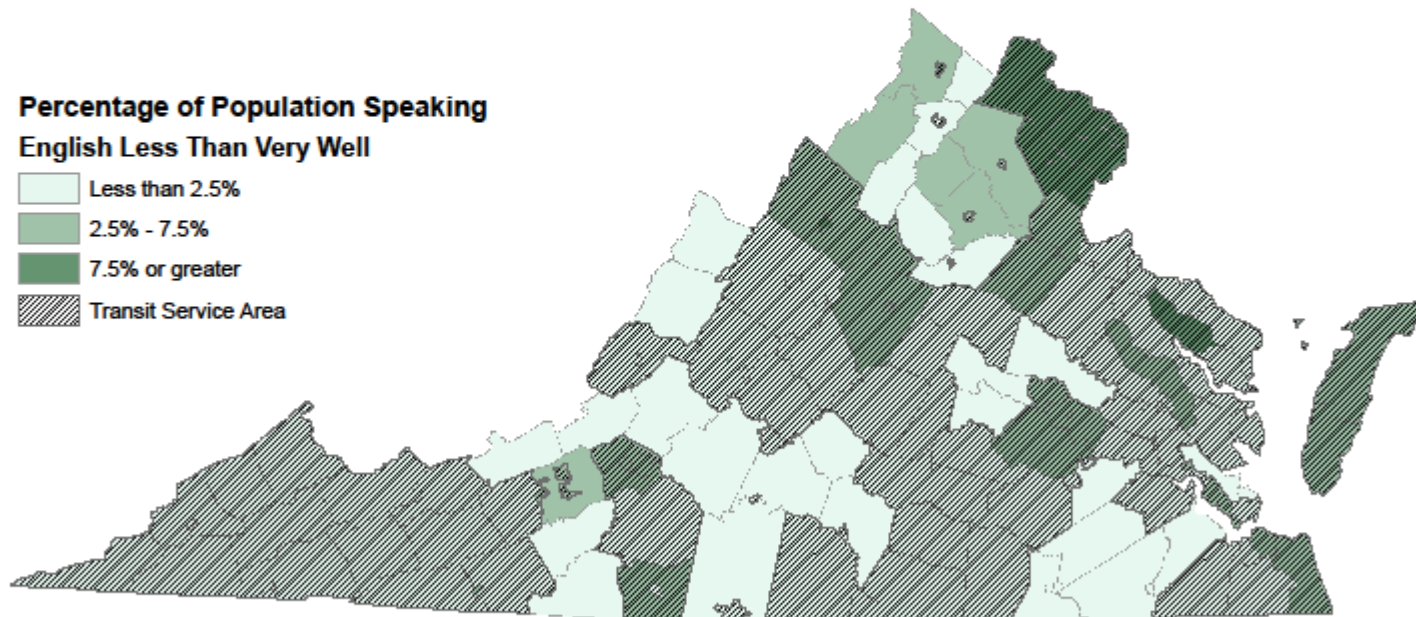 Percentage of Population Speaking
English Less Than Very Well
Less than 2.5%
2.5% - 7.5%
7.5% or greater
Transit Service Area